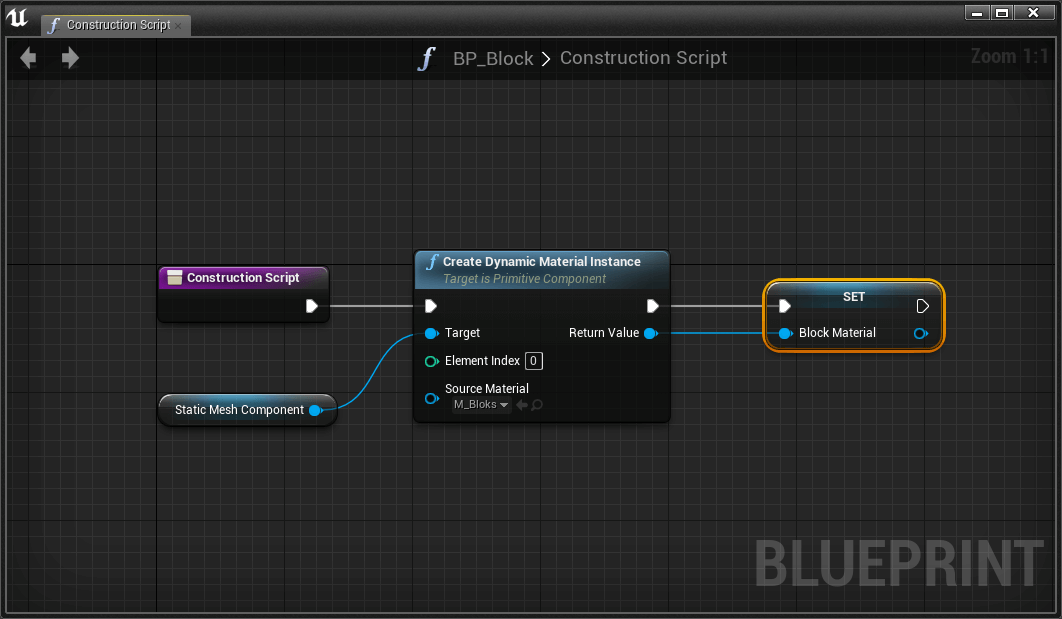 Construction Script
BP_Block > Construction Script
Zoom 1:1
Construction Script
Create Dynamic Material Instance
Target is Primitive Component
Target
Return Value
Element Index 0
Source Material
M_Bloks
Static Mesh Component
SET
Block Material
BLUEPRINT